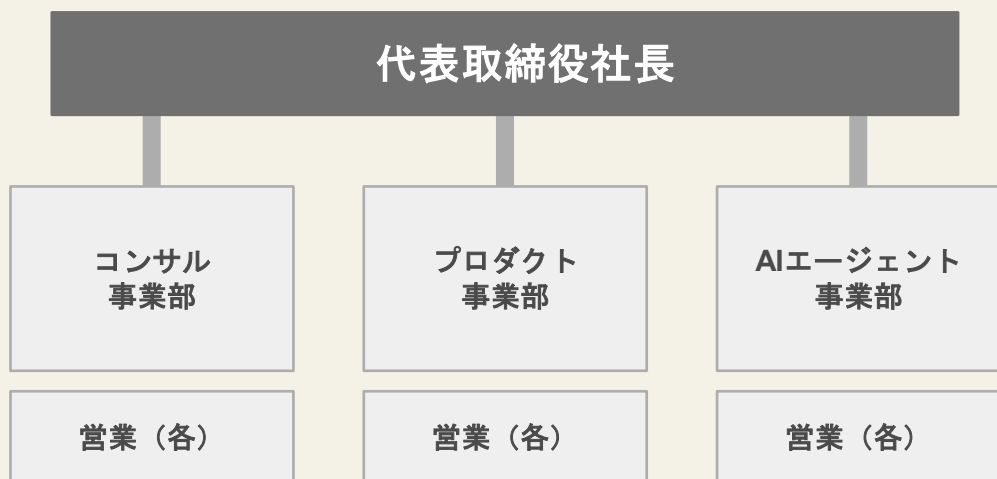 代表取締役社長
コンサル
事業部
プロダクト
事業部
AIエージェント
事業部
営業（各）
営業（各）
営業（各）